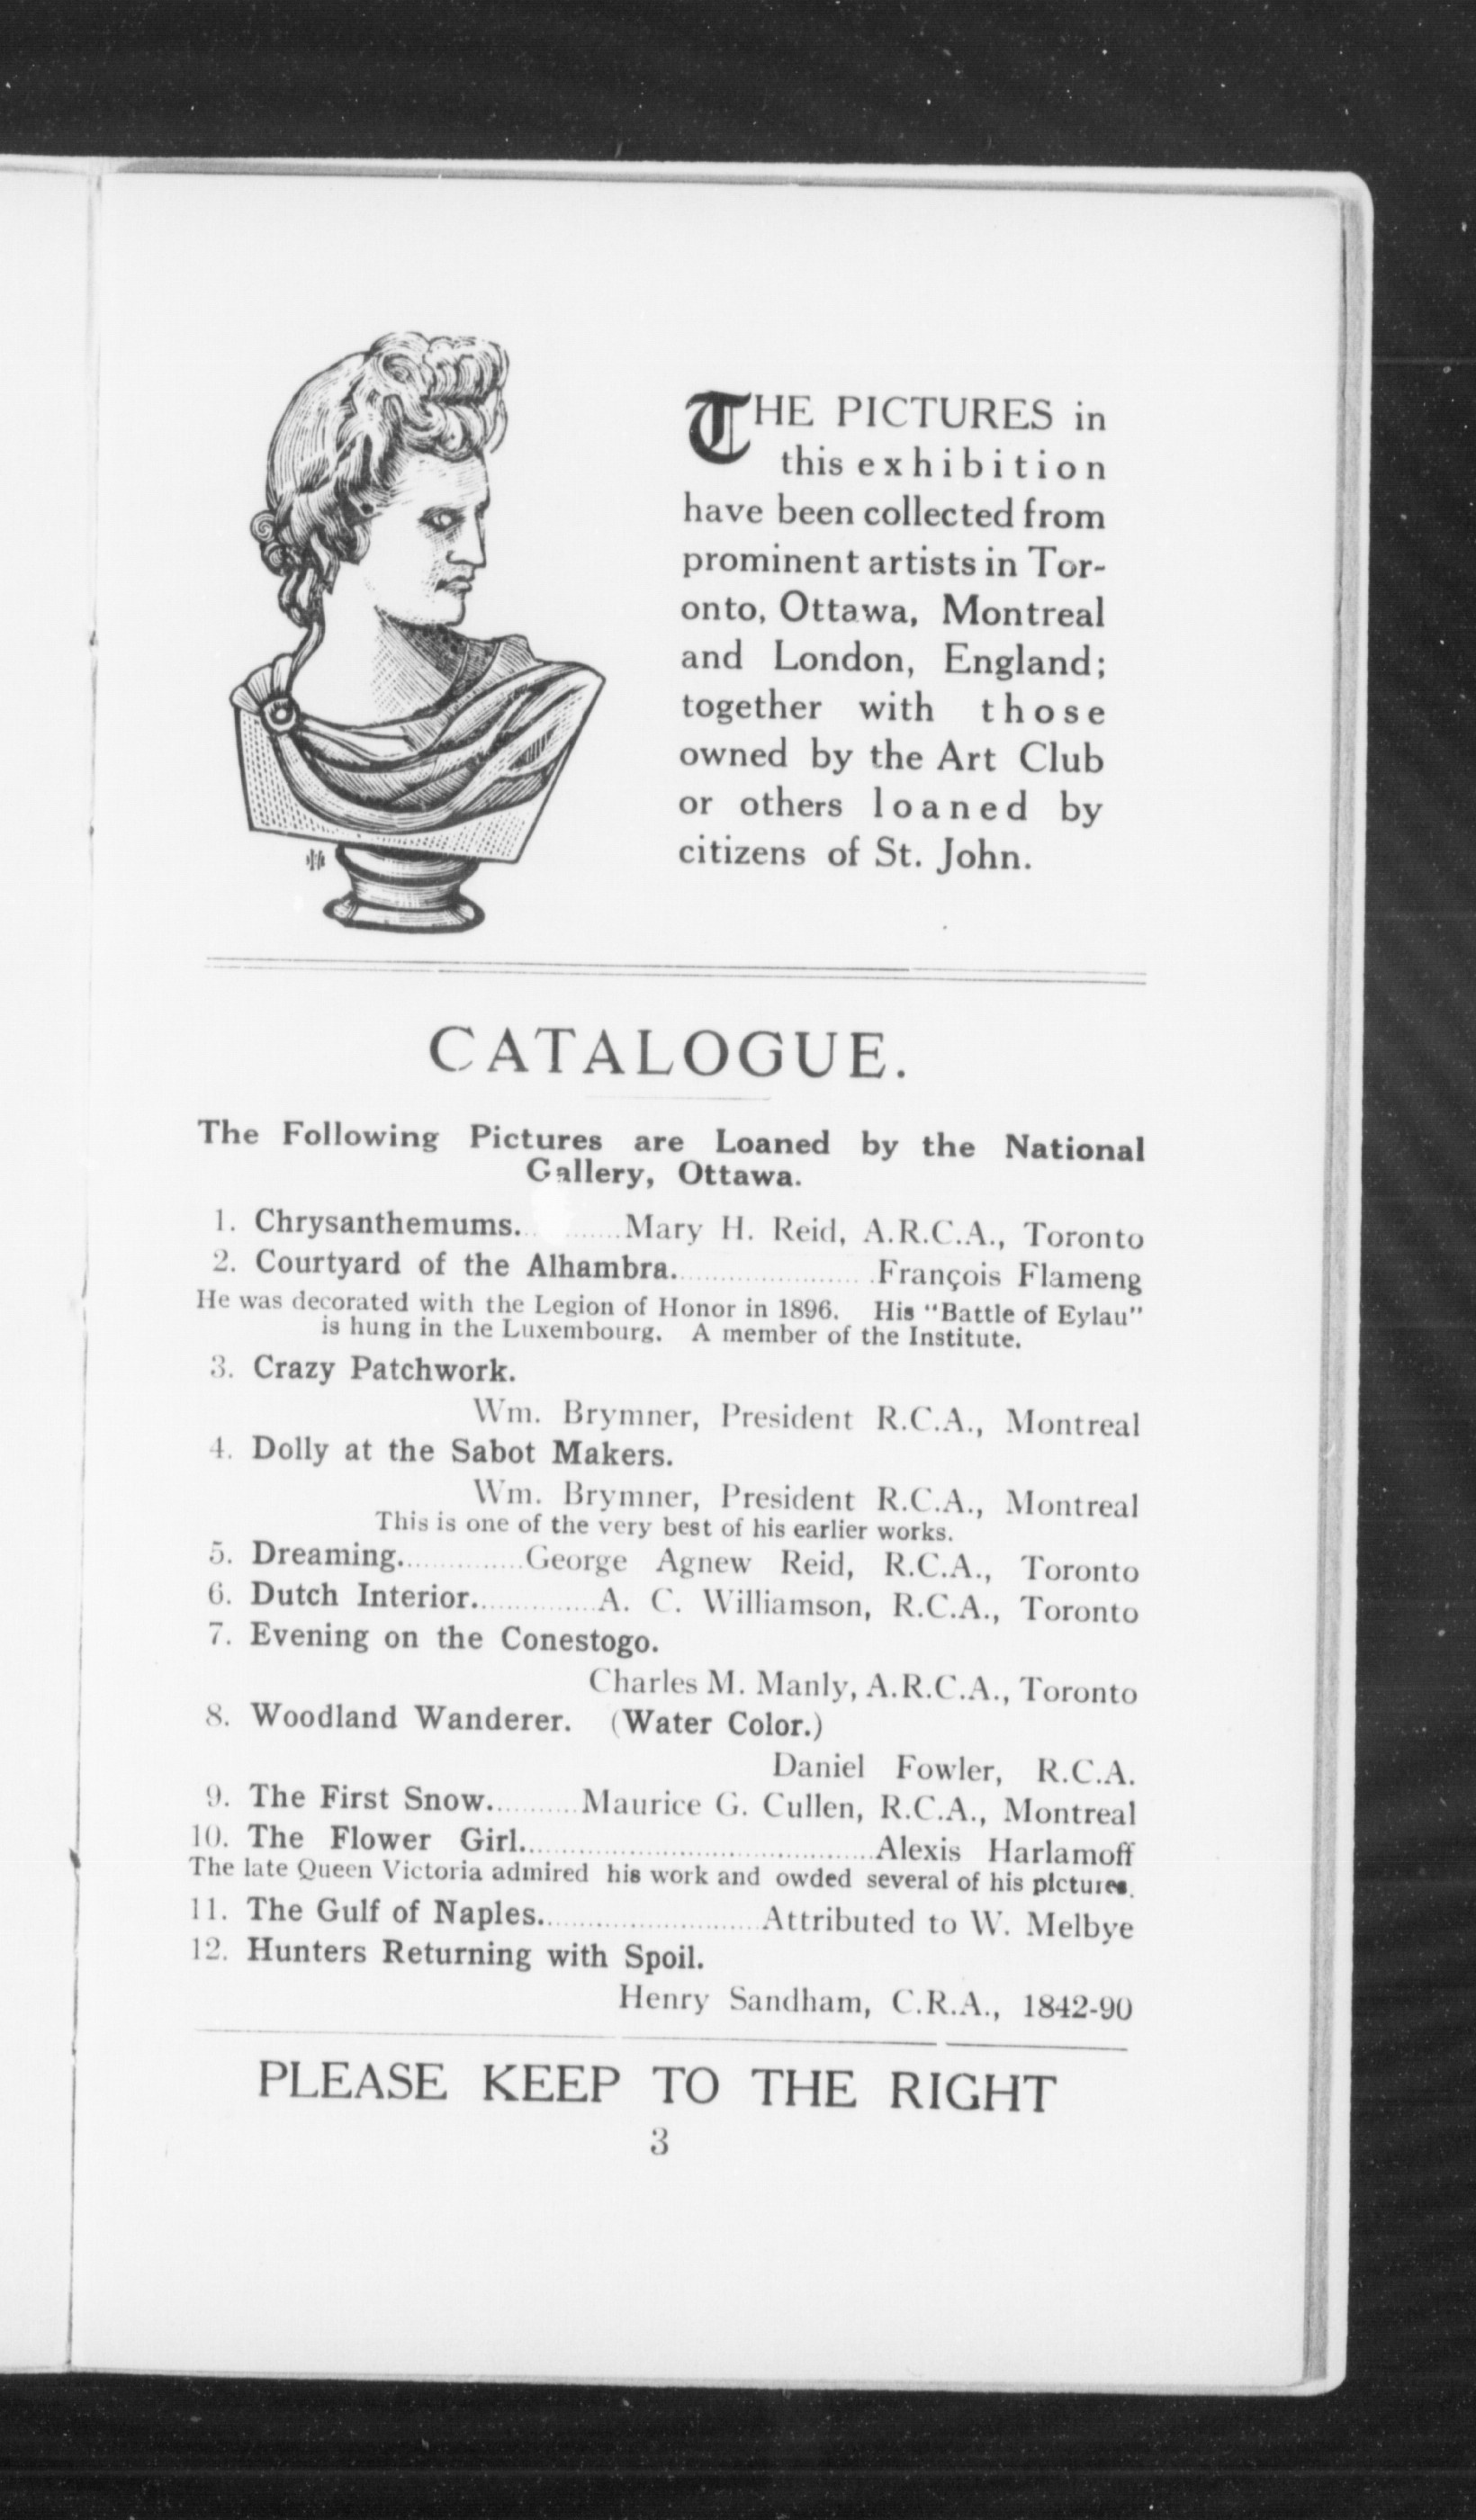 THE PICTURES in
this exhibition
have been collected from
prominent artists in Tor-
onto, Ottawa, Montreal
and London, England;
together with those
owned by the Art Club
or others loaned by
citizens of St. John.
CATALOGUE.
The Following Pictures are Loaned by the National
Gallery, Ottawa.
1. Chrysanthemums..........Mary H. Reid, A.R.C.A., Toronto
2. Courtyard of the Alhambra.......................François Flameng
He was decorated with the Legion of Honor in 1896. His "Battle of Eylau"
is hung in the Luxembourg. A member of the Institute.
3. Crazy Patchwork.
Wm. Brymner, President R.C.A., Montreal
4. Dolly at the Sabot Makers.
Wm. Brymner, President R.C.A., Montreal
This is one of the very best of his earlier works.
5. Dreaming..............George Agnew Reid, R.C.A., Toronto
6. Dutch Interior..............A. C. Williamson, R.C.A., Toronto
7. Evening on the Conestogo.
Charles M. Manly, A.R.C.A., Toronto
8. Woodland Wanderer. (Water Color.)
Daniel Fowler, R.C.A.
9. The First Snow...........Maurice G. Cullen, R.C.A., Montreal
10. The Flower Girl..........................................Alexis Harlamoff
The late Queen Victoria admired his work and owded several of his pictures.
11. The Gulf of Naples..........................Attributed to W. Melbye
12. Hunters Returning with Spoil.
Henry Sandham, C.R.A., 1842-90
PLEASE KEEP TO THE RIGHT
3